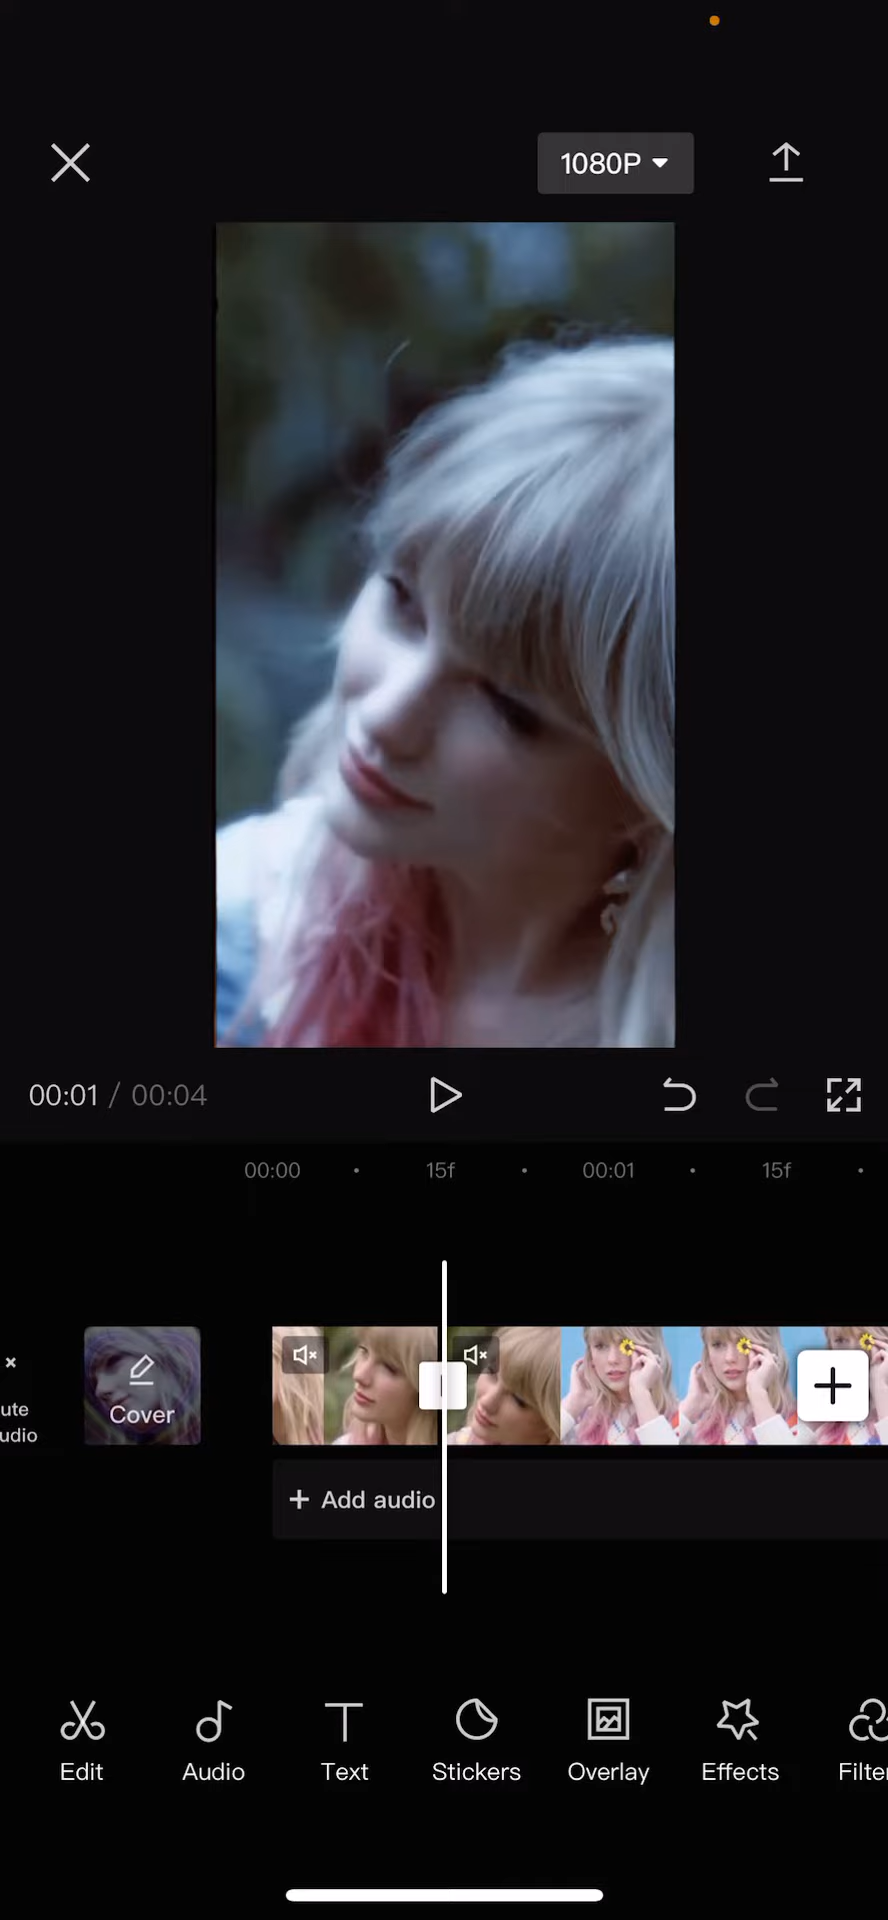 1080P
00:01 / 00:04
00:00 15f 00:01 15f
ute
udio
Cover
+ Add audio
Edit Audio Text Stickers Overlay Effects Filter